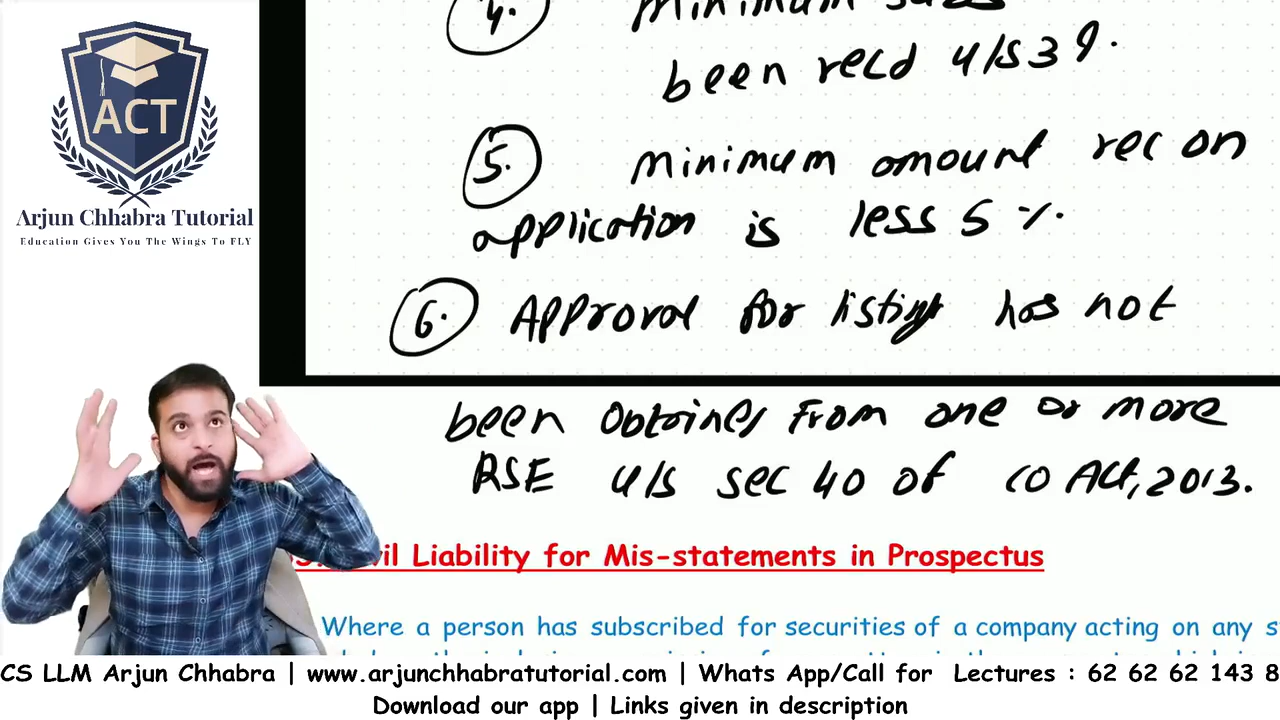 4. minimum subs
been recd u/s 39.
5. minimum amount rec on
application is less 5 %.
6. Approval for listing has not
been Obtained from one or more
RSE u/s sec 40 of co Act, 2013.
ACT
Arjun Chhabra Tutorial
Education Gives You The Wings To FLY
Liability for Mis-statements in Prospectus
Where a person has subscribed for securities of a company acting on any s
CS LLM Arjun Chhabra | www.arjunchhabratutorial.com | Whats App/Call for Lectures : 62 62 62 143 8
Download our app | Links given in description